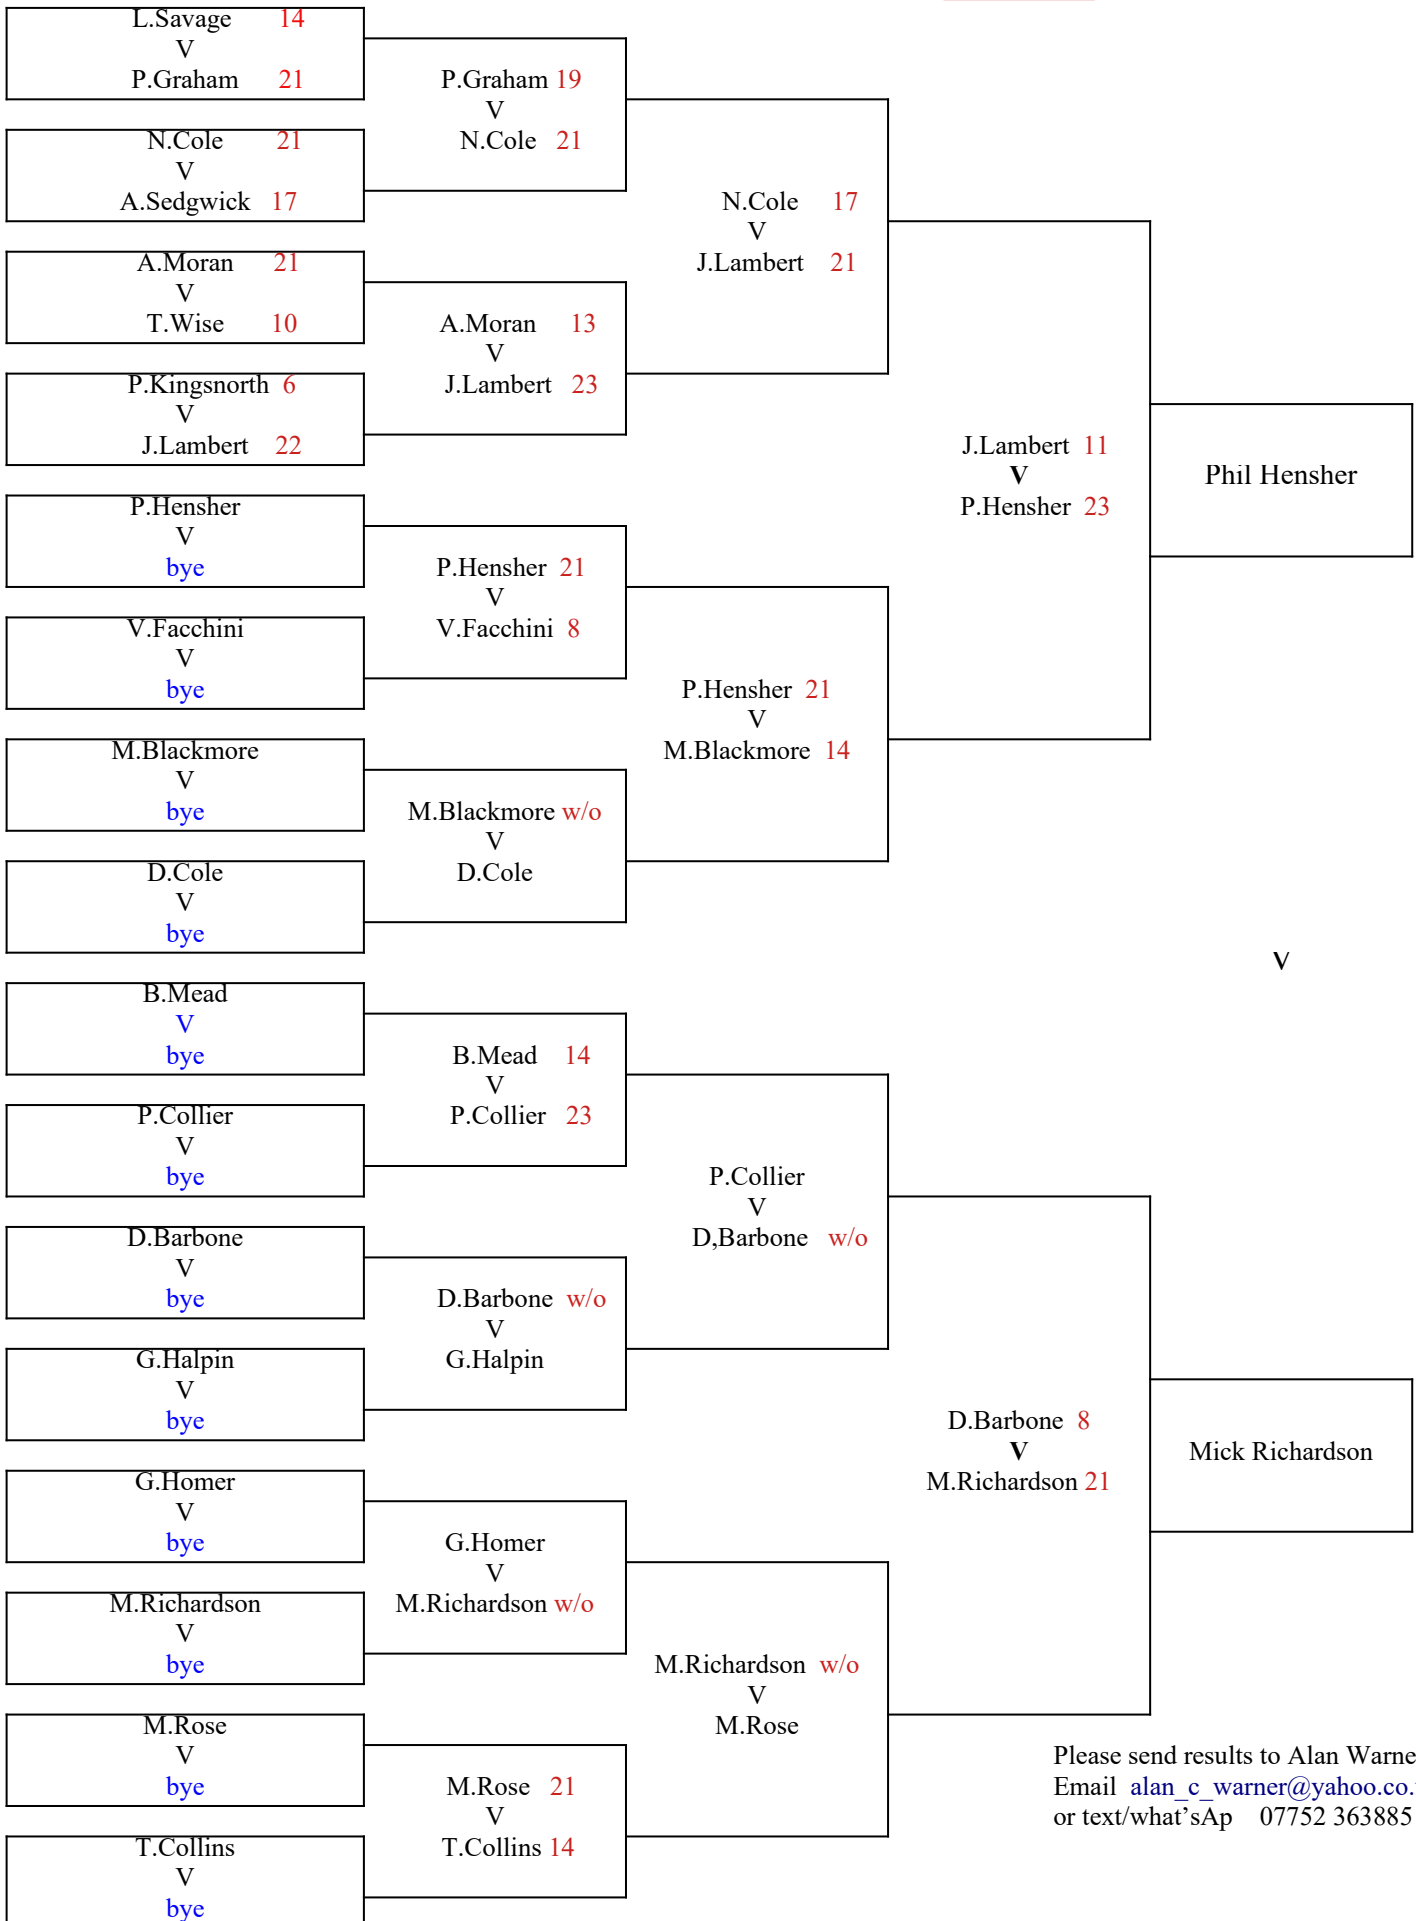 L.Savage 14
V
P.Graham 21
N.Cole 21
V
A.Sedgwick 17
A.Moran 21
V
T.Wise 10
P.Kingsnorth 6
V
J.Lambert 22
P.Hensher
V
bye
V.Facchini
V
bye
M.Blackmore
V
bye
D.Cole
V
bye
B.Mead
V
bye
P.Collier
V
bye
D.Barbone
V
bye
G.Halpin
V
bye
G.Homer
V
bye
M.Richardson
V
bye
M.Rose
V
bye
T.Collins
V
bye
P.Graham 19
V
N.Cole 21
A.Moran 13
V
J.Lambert 23
P.Hensher 21
V
V.Facchini 8
M.Blackmore w/o
V
D.Cole
B.Mead 14
V
P.Collier 23
D.Barbone w/o
V
G.Halpin
G.Homer
V
M.Richardson w/o
M.Rose 21
V
T.Collins 14
N.Cole 17
V
J.Lambert 21
P.Hensher 21
V
M.Blackmore 14
P.Collier
V
D,Barbone w/o
M.Richardson w/o
V
M.Rose
J.Lambert 11
V
P.Hensher 23
D.Barbone 8
V
M.Richardson 21
Phil Hensher
V
Mick Richardson
Please send results to Alan Warne
Email alan_c_warner@yahoo.co.
or text/what'sAp 07752 363885